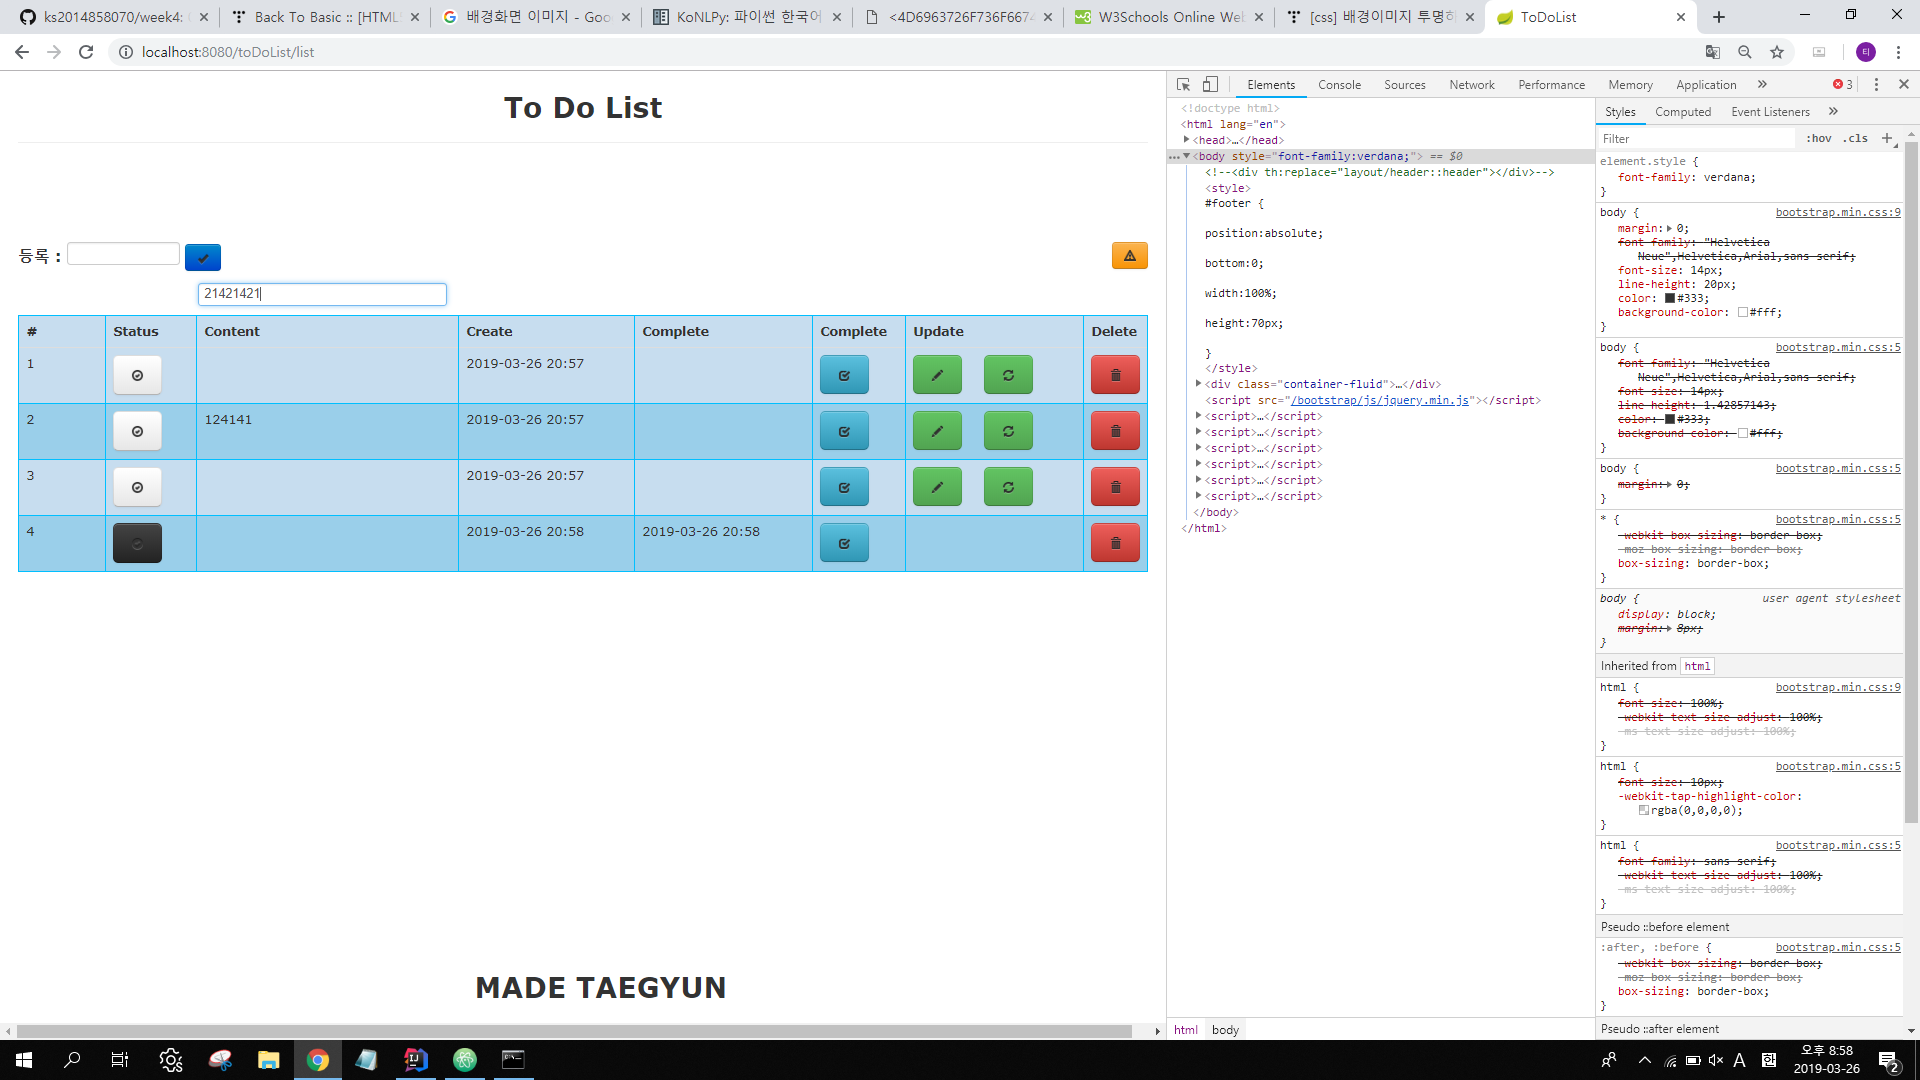 ks2014858070/week4:
Back To Basic :: [HTML
배경화면 이미지 - Goo
KoNLPy: 파이썬 한국어
<4D6963726F736F6674
W3Schools Online We
[css] 배경이미지 투명하
ToDoList
localhost:8080/toDoList/list
티
To Do List
등록 :
21421421
# Status Content Create Complete Complete Update Delete
1 2019-03-26 20:57
2 124141 2019-03-26 20:57
3 2019-03-26 20:57
4 2019-03-26 20:58 2019-03-26 20:58
MADE TAEGYUN
Elements Console Sources Network Performance Memory Application » 3
<!doctype html>
<html lang="en">
<head>…</head>
<body style="font-family:verdana;"> == $0
<!--<div th:replace="layout/header::header"></div>-->
<style>
#footer {
position:absolute;
bottom:0;
width:100%;
height:70px;
}
</style>
<div class="container-fluid">…</div>
<script src="/bootstrap/js/jquery.min.js"></script>
<script>…</script>
<script>…</script>
<script>…</script>
<script>…</script>
<script>…</script>
<script>…</script>
</body>
</html>
html body
Styles Computed Event Listeners »
Filter :hov .cls +
element.style {
font-family: verdana;
}
body { bootstrap.min.css:9
margin: 0;
font-family: "Helvetica
Neue",Helvetica,Arial,sans-serif;
font-size: 14px;
line-height: 20px;
color: #333;
background-color: #fff;
}
body { bootstrap.min.css:5
font-family: "Helvetica
Neue",Helvetica,Arial,sans-serif;
font-size: 14px;
line-height: 1.42857143;
color: #333;
background-color: #fff;
}
body { bootstrap.min.css:5
margin: 0;
}
* { bootstrap.min.css:5
-webkit-box-sizing: border-box;
-moz-box-sizing: border-box;
box-sizing: border-box;
}
body { user agent stylesheet
display: block;
margin: 8px;
}
Inherited from html
html { bootstrap.min.css:9
font-size: 100%;
-webkit-text-size-adjust: 100%;
-ms-text-size-adjust: 100%;
}
html { bootstrap.min.css:5
font-size: 10px;
-webkit-tap-highlight-color:
rgba(0,0,0,0);
}
html { bootstrap.min.css:5
font-family: sans-serif;
-webkit-text-size-adjust: 100%;
-ms-text-size-adjust: 100%;
}
Pseudo ::before element
:after, :before { bootstrap.min.css:5
-webkit-box-sizing: border-box;
-moz-box-sizing: border-box;
box-sizing: border-box;
}
Pseudo ::after element
A 한
오후 8:58
2019-03-26
2